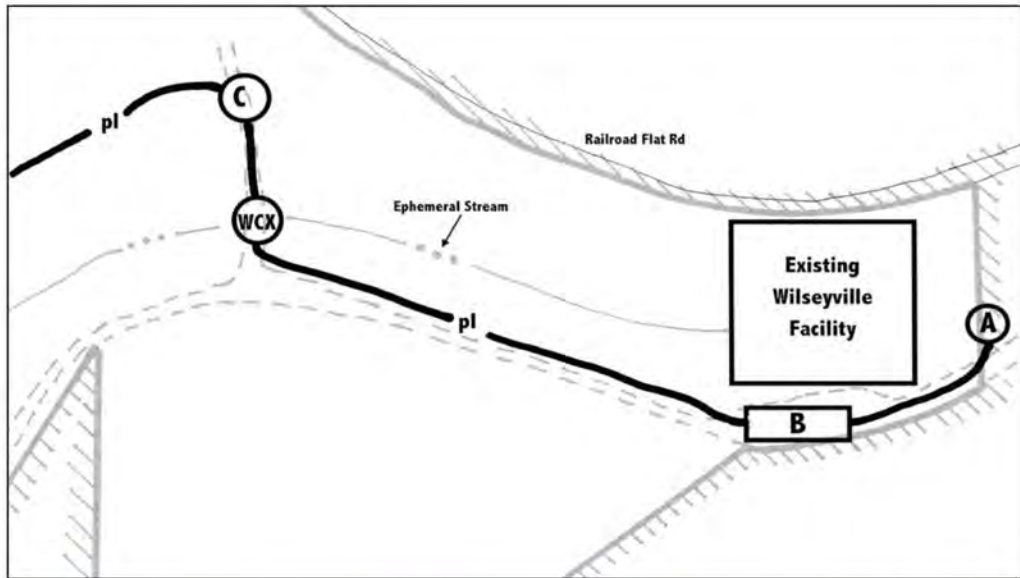 C
pl
Railroad Flat Rd
WCX
Ephemeral Stream
Existing
Wilseyville
Facility
A
pl
B